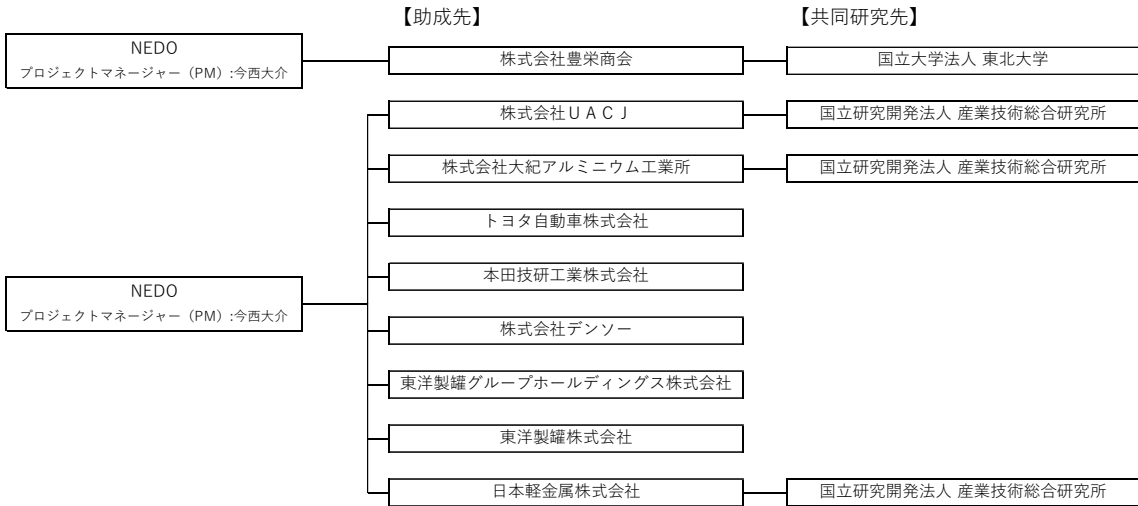 【助成先】 【共同研究先】
NEDO
プロジェクトマネージャー（PM）:今西大介
株式会社豊栄商会
国立大学法人 東北大学
株式会社ＵＡＣＪ
国立研究開発法人 産業技術総合研究所
株式会社大紀アルミニウム工業所
国立研究開発法人 産業技術総合研究所
トヨタ自動車株式会社
NEDO
プロジェクトマネージャー（PM）:今西大介
本田技研工業株式会社
株式会社デンソー
東洋製罐グループホールディングス株式会社
東洋製罐株式会社
日本軽金属株式会社
国立研究開発法人 産業技術総合研究所